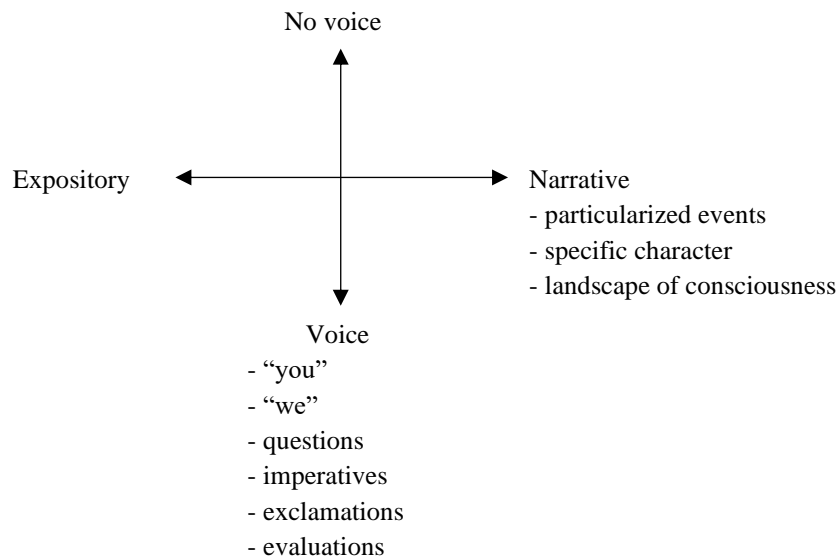 No voice
Expository
Narrative
- particularized events
- specific character
- landscape of consciousness
Voice
- “you”
- “we”
- questions
- imperatives
- exclamations
- evaluations